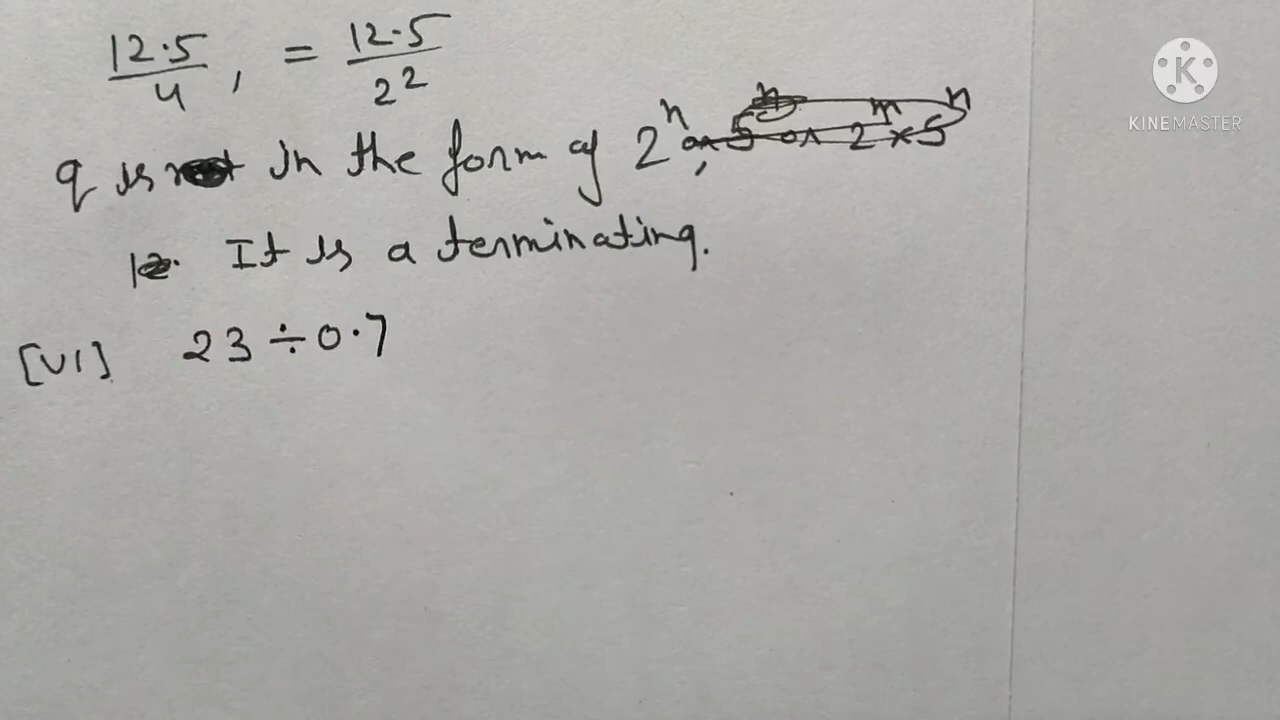 12.5/4, = 12.5/2²
q is in the form of 2ⁿ,
It is a terminating.
[VI] 23 ÷ 0.7
K
KINEMASTER